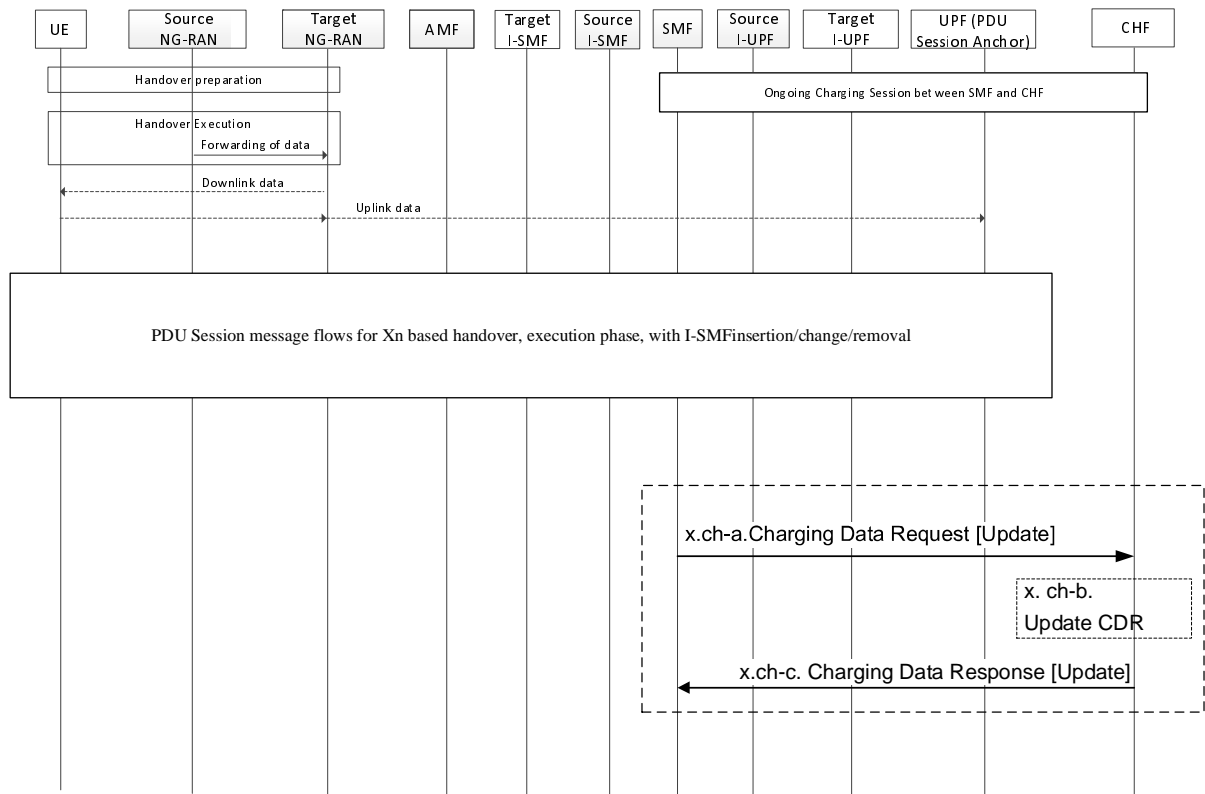 UE
Source
NG-RAN
Target
NG-RAN
AMF
Target
I-SMF
Source
I-SMF
SMF
Source
I-UPF
Target
I-UPF
UPF (PDU
Session Anchor)
CHF
Handover preparation
Ongoing Charging Session between SMF and CHF
Handover Execution
Forwarding of data
Downlink data
Uplink data
PDU Session message flows for Xn based handover, execution phase, with I-SMFinsertion/change/removal
x.ch-a.Charging Data Request [Update]
x. ch-b.
Update CDR
x.ch-c. Charging Data Response [Update]